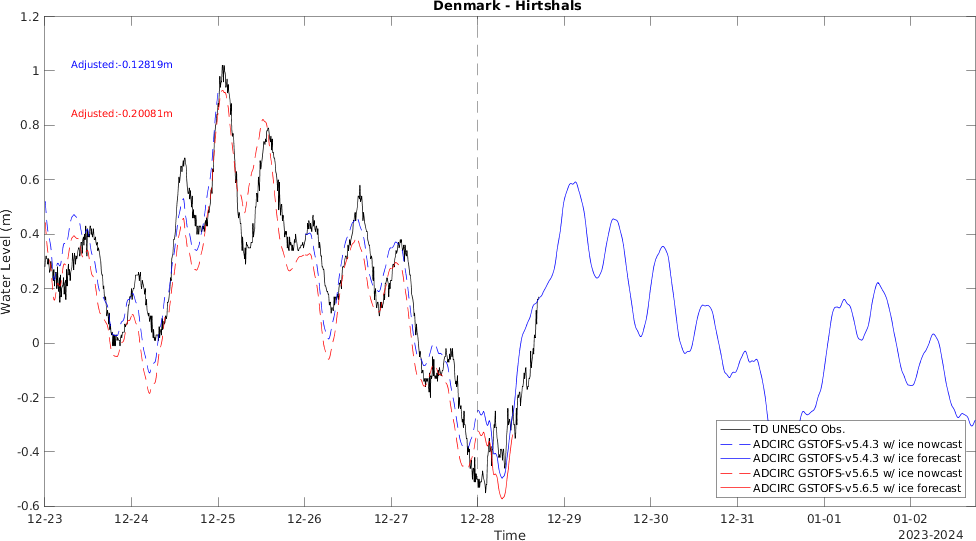 Denmark - Hirtshals
1.2
1
0.8
0.6
0.4
0.2
0
-0.2
-0.4
-0.6
Water Level (m)
Adjusted:-0.12819m
Adjusted:-0.20081m
TD UNESCO Obs.
ADCIRC GSTOFS-v5.4.3 w/ ice nowcast
ADCIRC GSTOFS-v5.4.3 w/ ice forecast
ADCIRC GSTOFS-v5.6.5 w/ ice nowcast
ADCIRC GSTOFS-v5.6.5 w/ ice forecast
12-23 12-24 12-25 12-26 12-27 12-28 12-29 12-30 12-31 01-01 01-02
Time
2023-2024